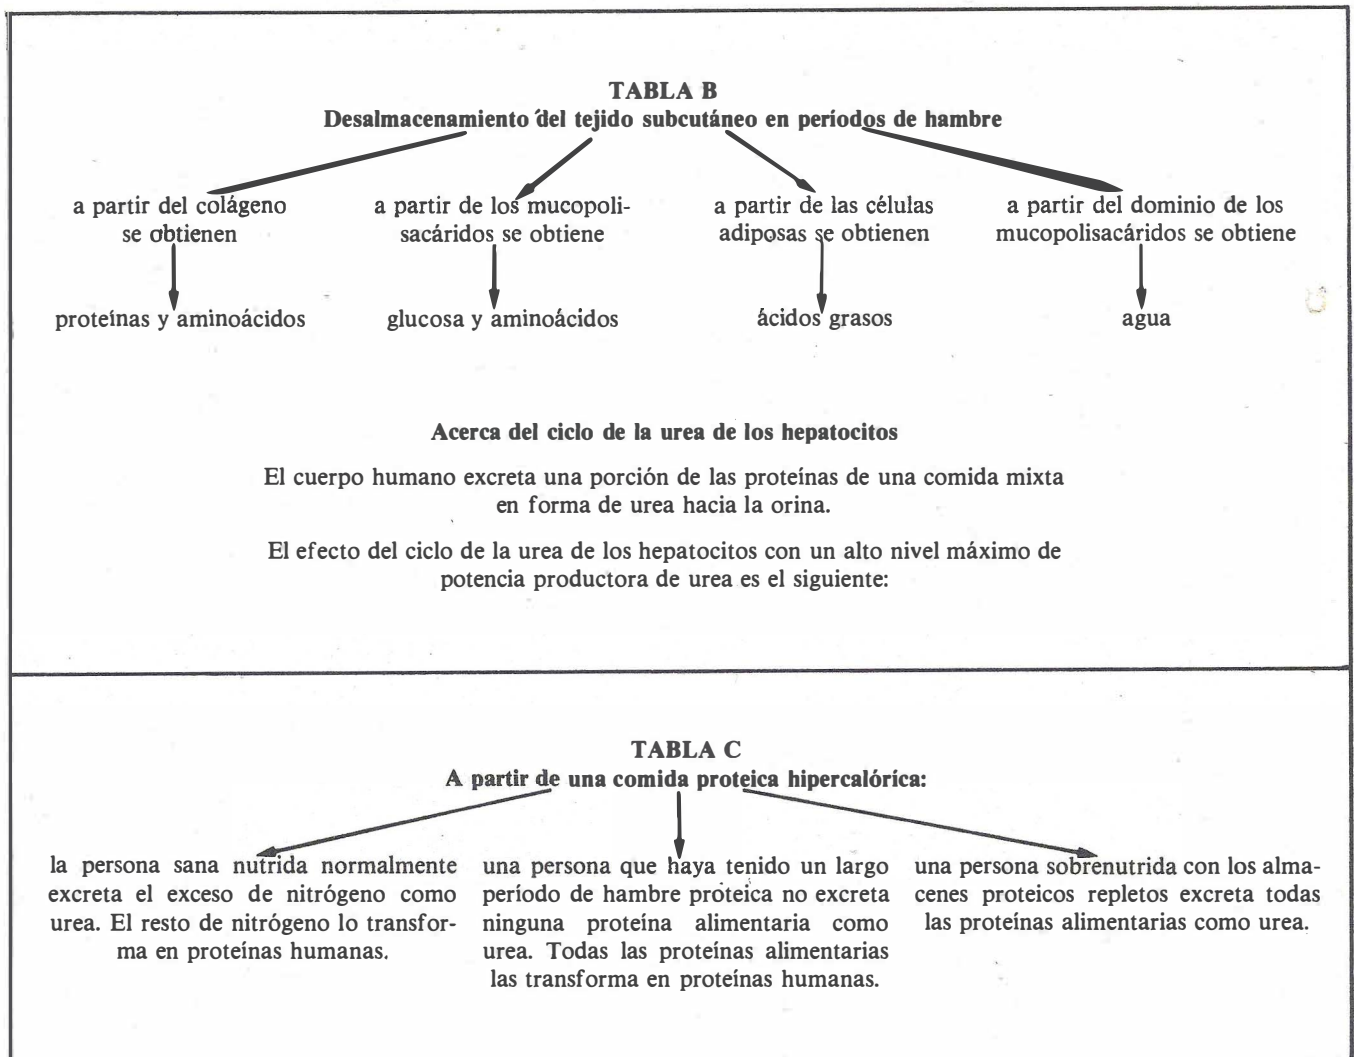 TABLA B
Desalmacenamiento del tejido subcutáneo en períodos de hambre
a partir del colágeno
se obtienen
proteínas y aminoácidos
a partir de los mucopoli-
sacáridos se obtiene
glucosa y aminoácidos
a partir de las células
adiposas se obtienen
ácidos grasos
a partir del dominio de los
mucopolisacáridos se obtiene
agua
Acerca del ciclo de la urea de los hepatocitos
El cuerpo humano excreta una porción de las proteínas de una comida mixta
en forma de urea hacia la orina.
El efecto del ciclo de la urea de los hepatocitos con un alto nivel máximo de
potencia productora de urea es el siguiente:
TABLA C
A partir de una comida proteica hipercalórica:
la persona sana nutrida normalmente
excreta el exceso de nitrógeno como
urea. El resto de nitrógeno lo transfor-
ma en proteínas humanas.
una persona que haya tenido un largo
período de hambre proteica no excreta
ninguna proteína alimentaria como
urea. Todas las proteínas alimentarias
las transforma en proteínas humanas.
una persona sobrenutrida con los alma-
cenes proteicos repletos excreta todas
las proteínas alimentarias como urea.